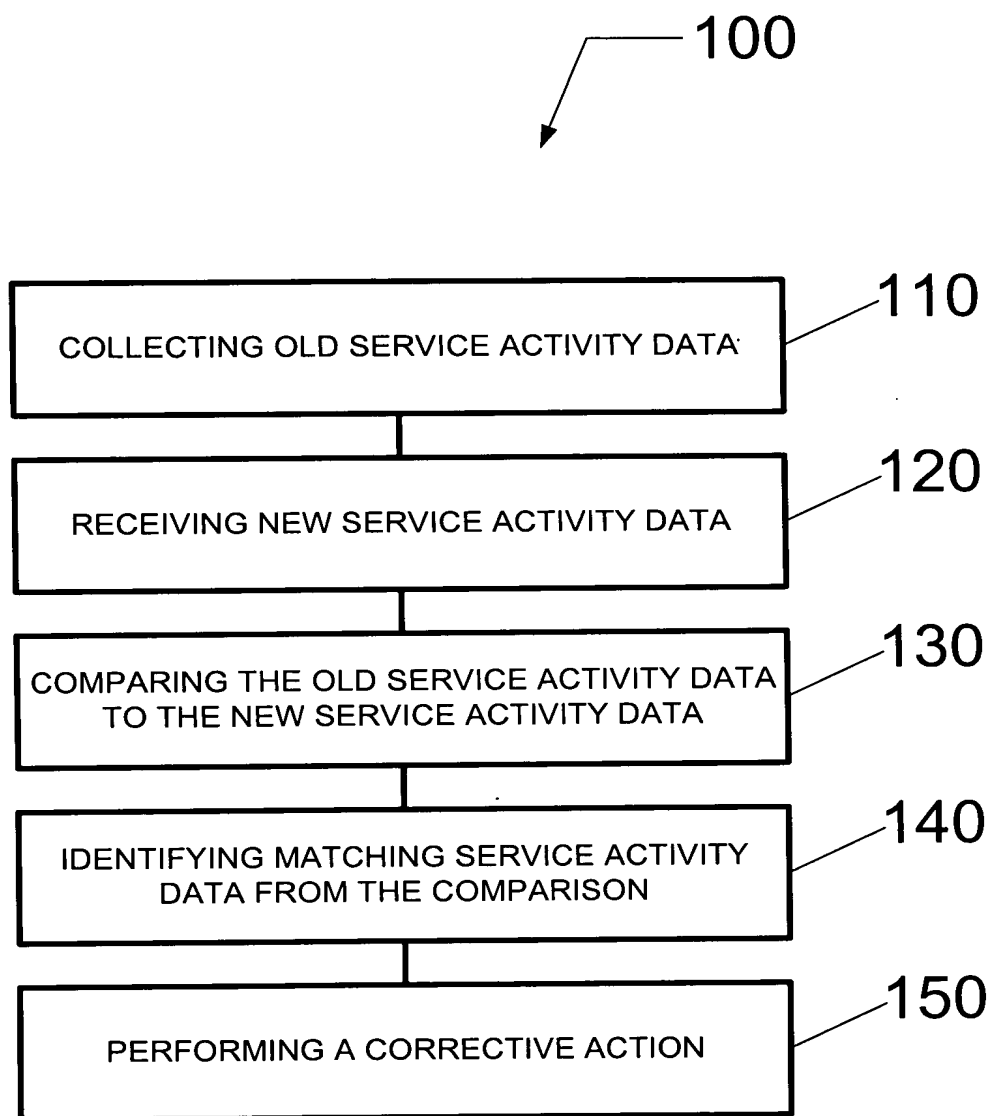 100
COLLECTING OLD SERVICE ACTIVITY DATA
110
RECEIVING NEW SERVICE ACTIVITY DATA
120
COMPARING THE OLD SERVICE ACTIVITY DATA
TO THE NEW SERVICE ACTIVITY DATA
130
IDENTIFYING MATCHING SERVICE ACTIVITY
DATA FROM THE COMPARISON
140
PERFORMING A CORRECTIVE ACTION
150